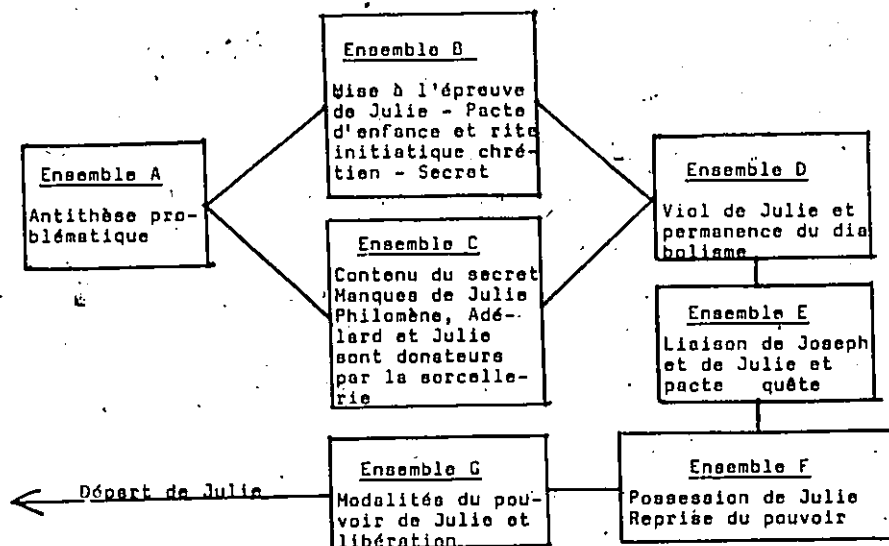 Ensemble A
Antithèse pro-
blématique
Ensemble B
Mise à l'épreuve
de Julie - Pacte
d'enfance et rite
initiatique chré-
tien - Secret
Ensemble C
Contenu du secret
Manques de Julie
Philomène, Adé-
lard et Julie
sont donateurs
par la sorcelle-
rie
Ensemble D
Viol de Julie et
permanence du dia
bolisme
Ensemble E
Liaison de Joseph
et de Julie et
pacte quête
Ensemble F
Possession de Julie
Reprise du pouvoir
Ensemble G
Modalités du pou-
voir de Julie et
libération
Départ de Julie